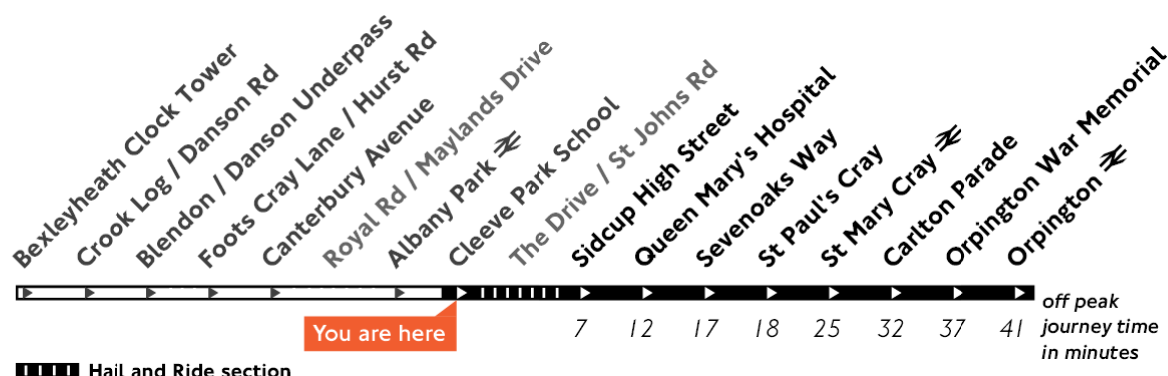 Bexleyheath Clock Tower
Crook Log / Danson Rd
Blendon / Danson Underpass
Foots Cray Lane / Hurst Rd
Canterbury Avenue
Royal Rd / Maylands Drive
Albany Park
Cleeve Park School
The Drive / St Johns Rd
Sidcup High Street
Queen Mary's Hospital
Sevenoaks Way
St Paul's Cray
St Mary Cray
Carlton Parade
Orpington War Memorial
Orpington
You are here
7 12 17 18 25 32 37 41
off peak
journey time
in minutes
Hail and Ride section